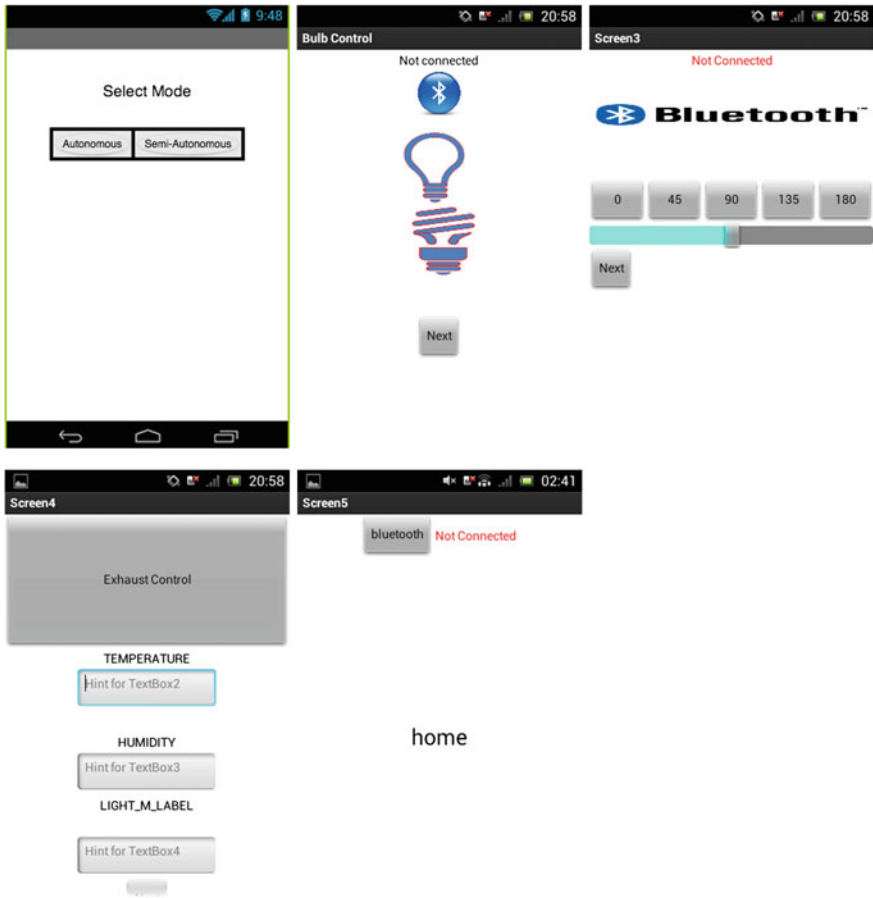 9:48
Select Mode
Autonomous Semi-Autonomous
20:58
Bulb Control
Not connected
Next
20:58
Screen3
Not Connected
Bluetooth™
0 45 90 135 180
Next
20:58
Screen4
Exhaust Control
TEMPERATURE
Hint for TextBox2
HUMIDITY
Hint for TextBox3
LIGHT_M_LABEL
Hint for TextBox4
02:41
Screen5
bluetooth Not Connected
home